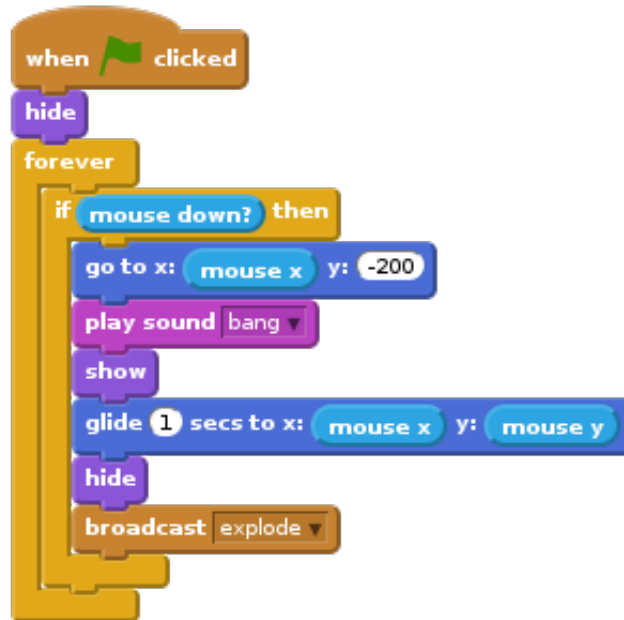 when clicked
hide
forever
if mouse down? then
go to x: mouse x y: -200
play sound bang
show
glide 1 secs to x: mouse x y: mouse y
hide
broadcast explode